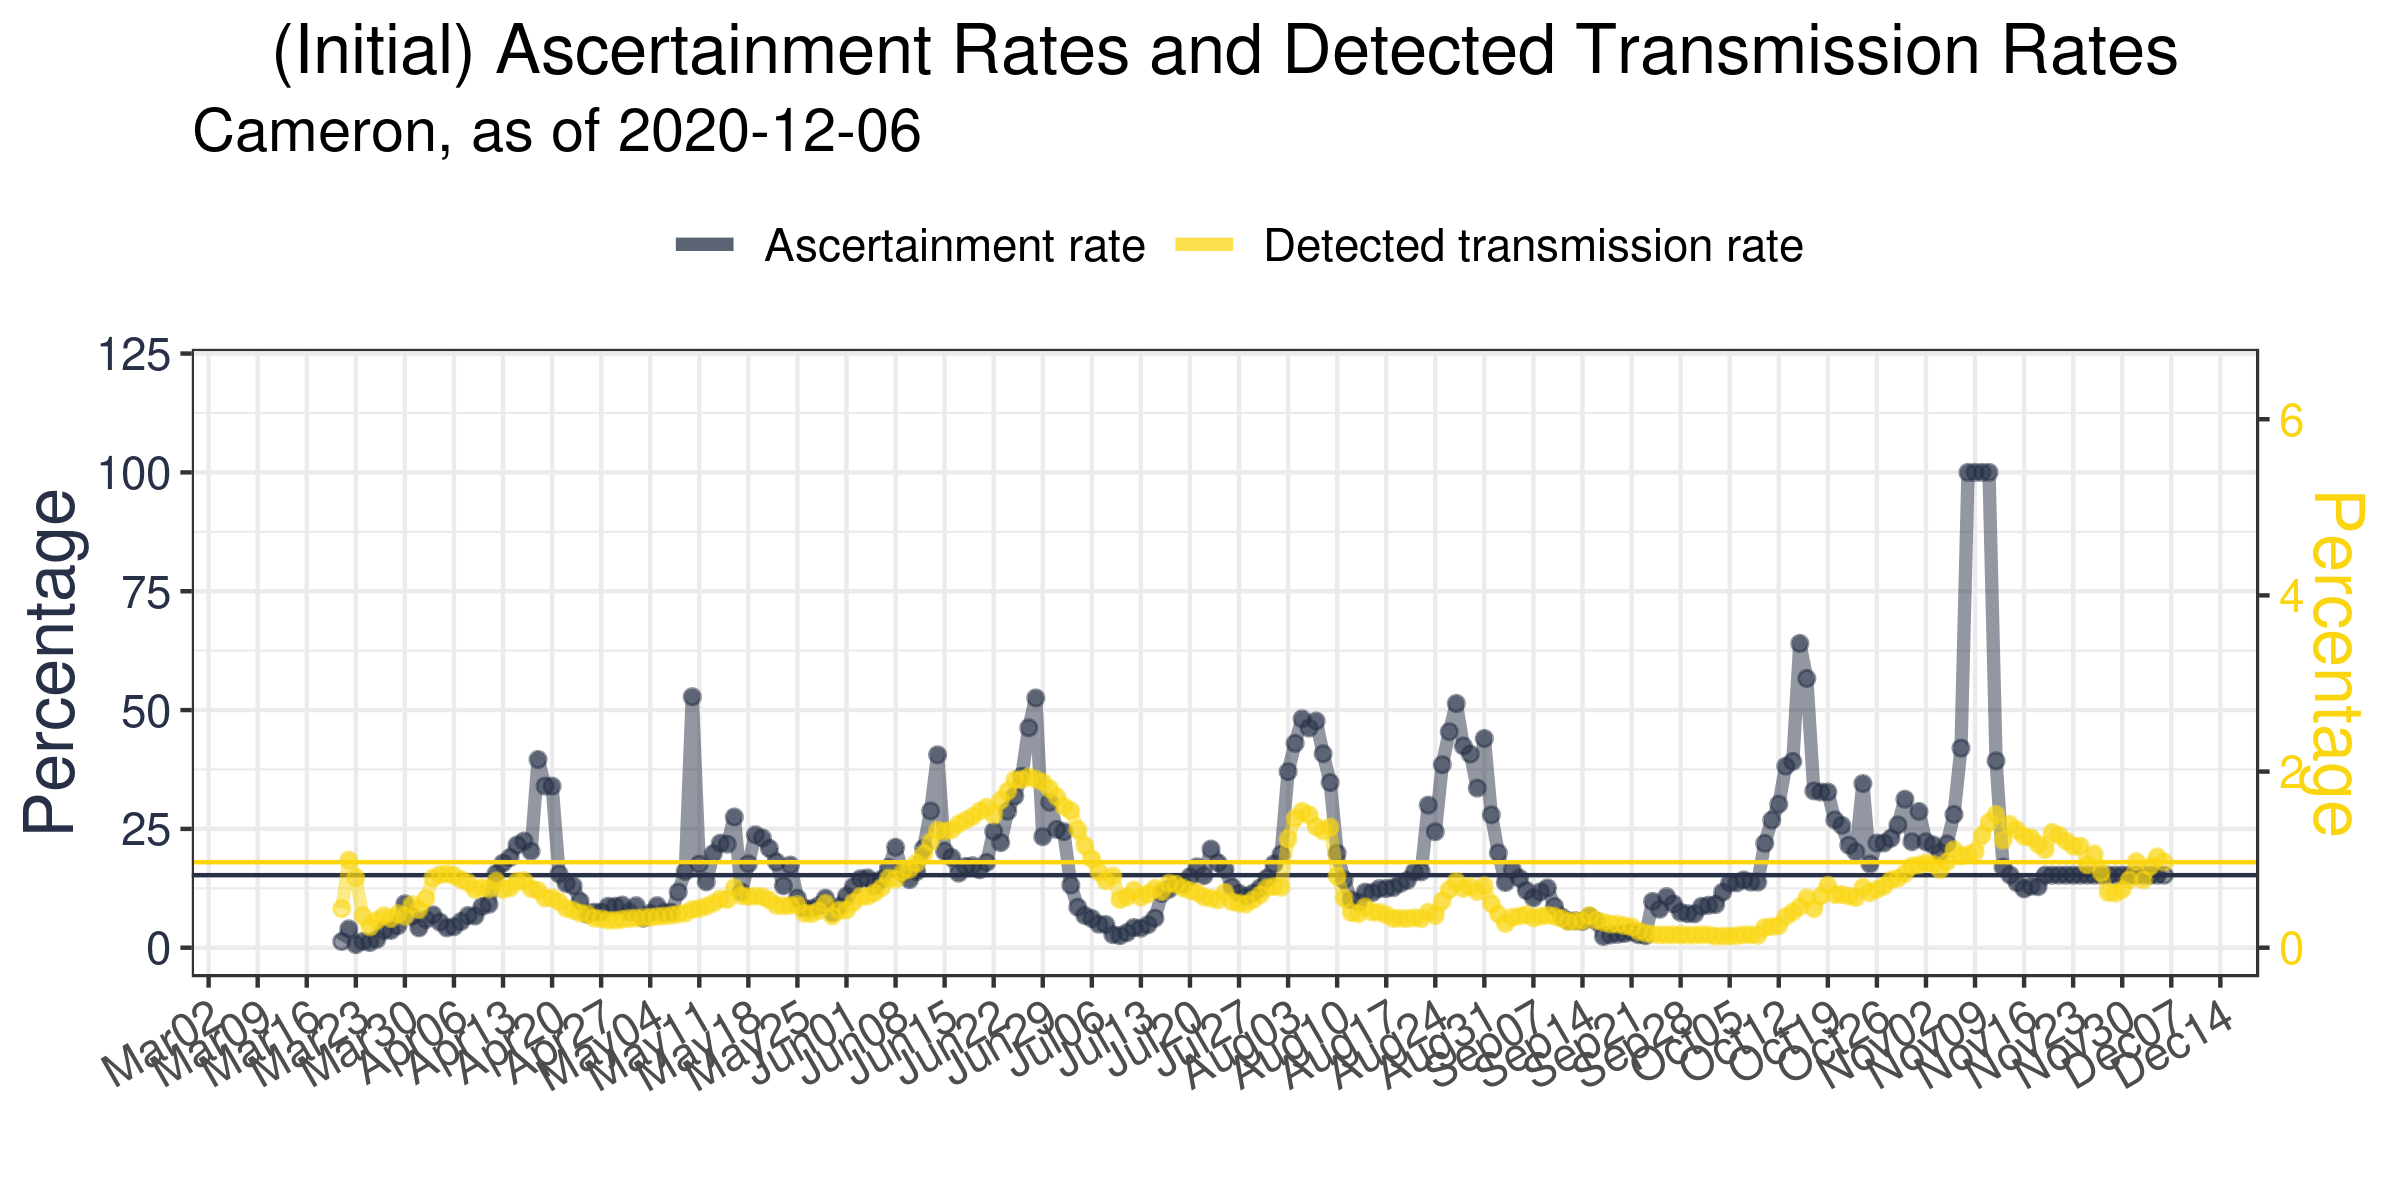 (Initial) Ascertainment Rates and Detected Transmission Rates
Cameron, as of 2020-12-06
Ascertainment rate
Detected transmission rate
125
100
75
50
25
0
Percentage
6
4
2
0
Percentage
Mar02
Mar09
Mar16
Mar23
Mar30
Apr06
Apr13
Apr20
Apr27
May04
May11
May18
May25
Jun01
Jun08
Jun15
Jun22
Jun29
Jul06
Jul13
Jul20
Jul27
Aug03
Aug10
Aug17
Aug24
Aug31
Sep07
Sep14
Sep21
Sep28
Oct05
Oct12
Oct19
Oct26
Nov02
Nov09
Nov16
Nov23
Nov30
Dec07
Dec14